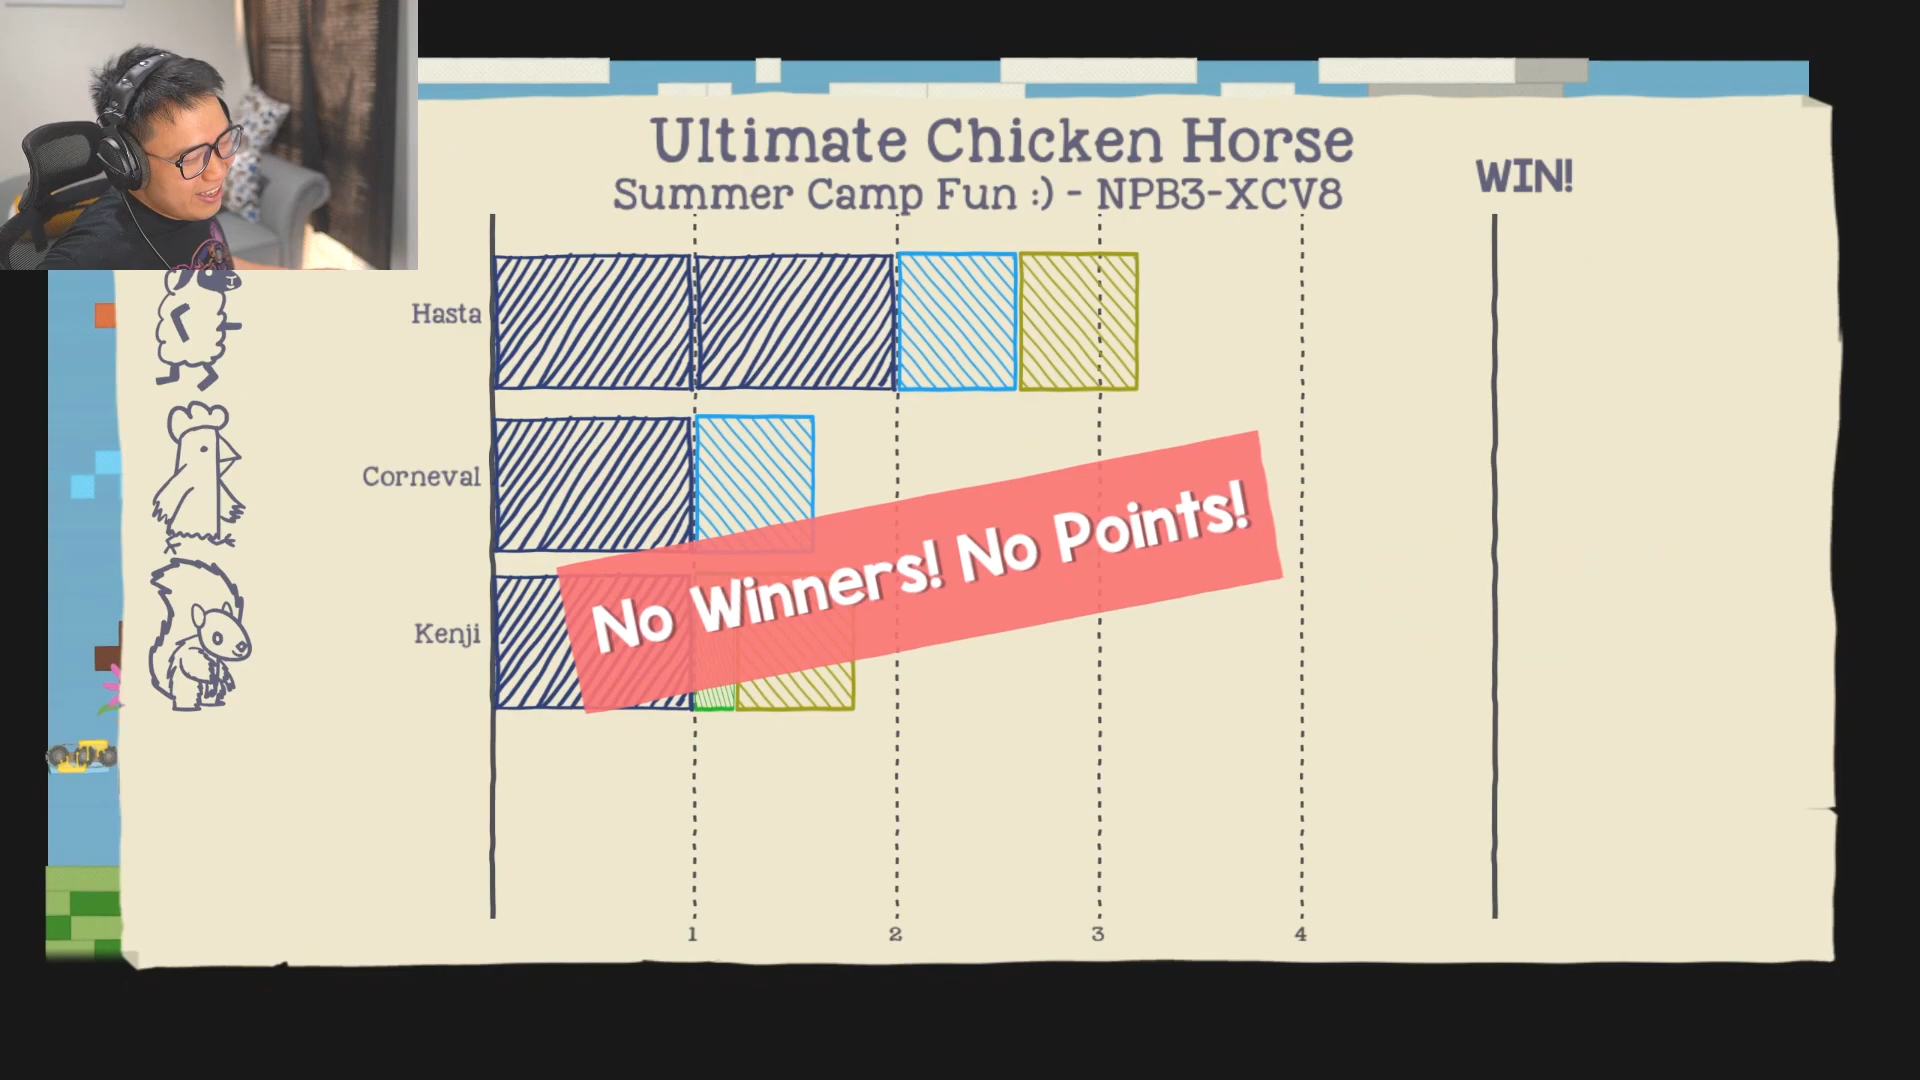 Ultimate Chicken Horse
Summer Camp Fun :) - NPB3-XCV8
WIN!
Hasta
Corneval
No Winners! No Points!
Kenji
1 2 3 4